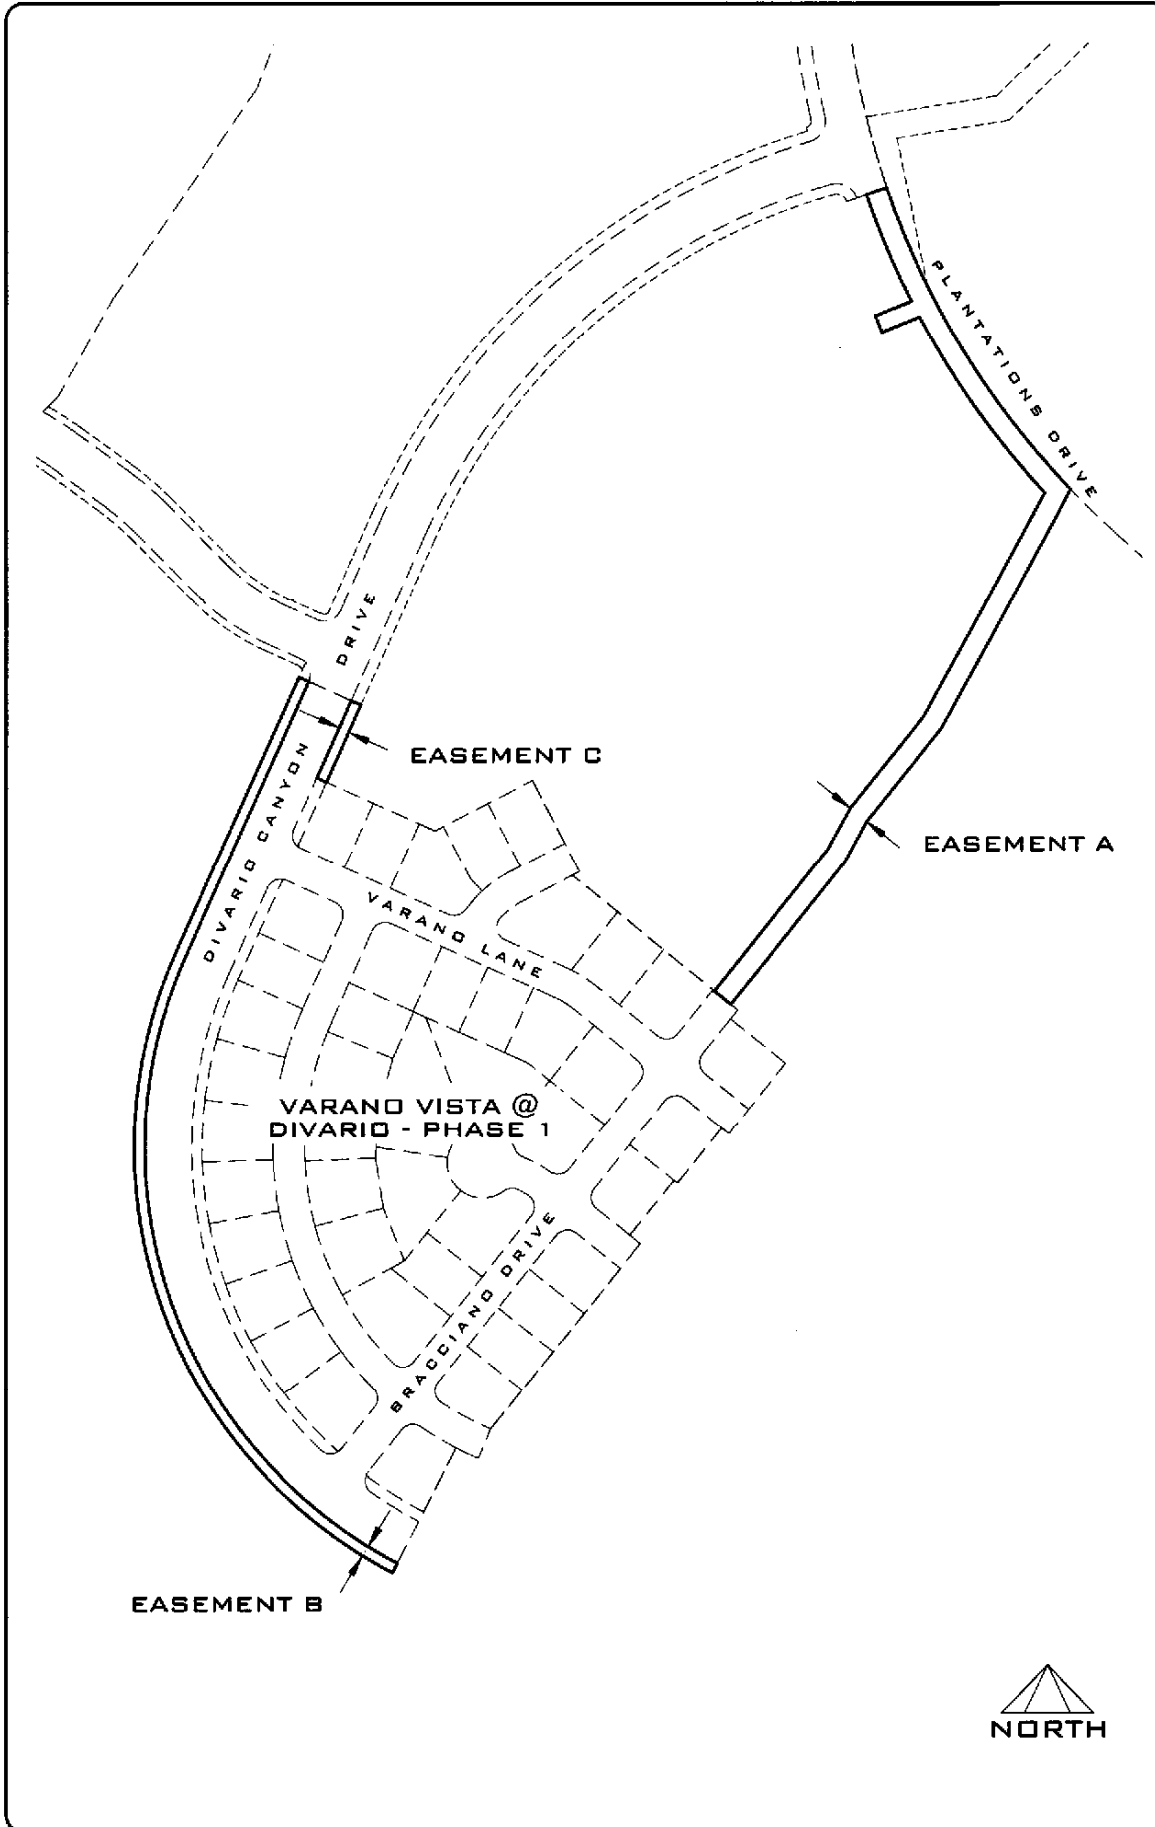 PLANTATIONS DRIVE
DIVARIO CANYON DRIVE
EASEMENT C
EASEMENT A
VARANO LANE
VARANO VISTA @
DIVARIO - PHASE 1
BRACCIANO DRIVE
EASEMENT B
NORTH